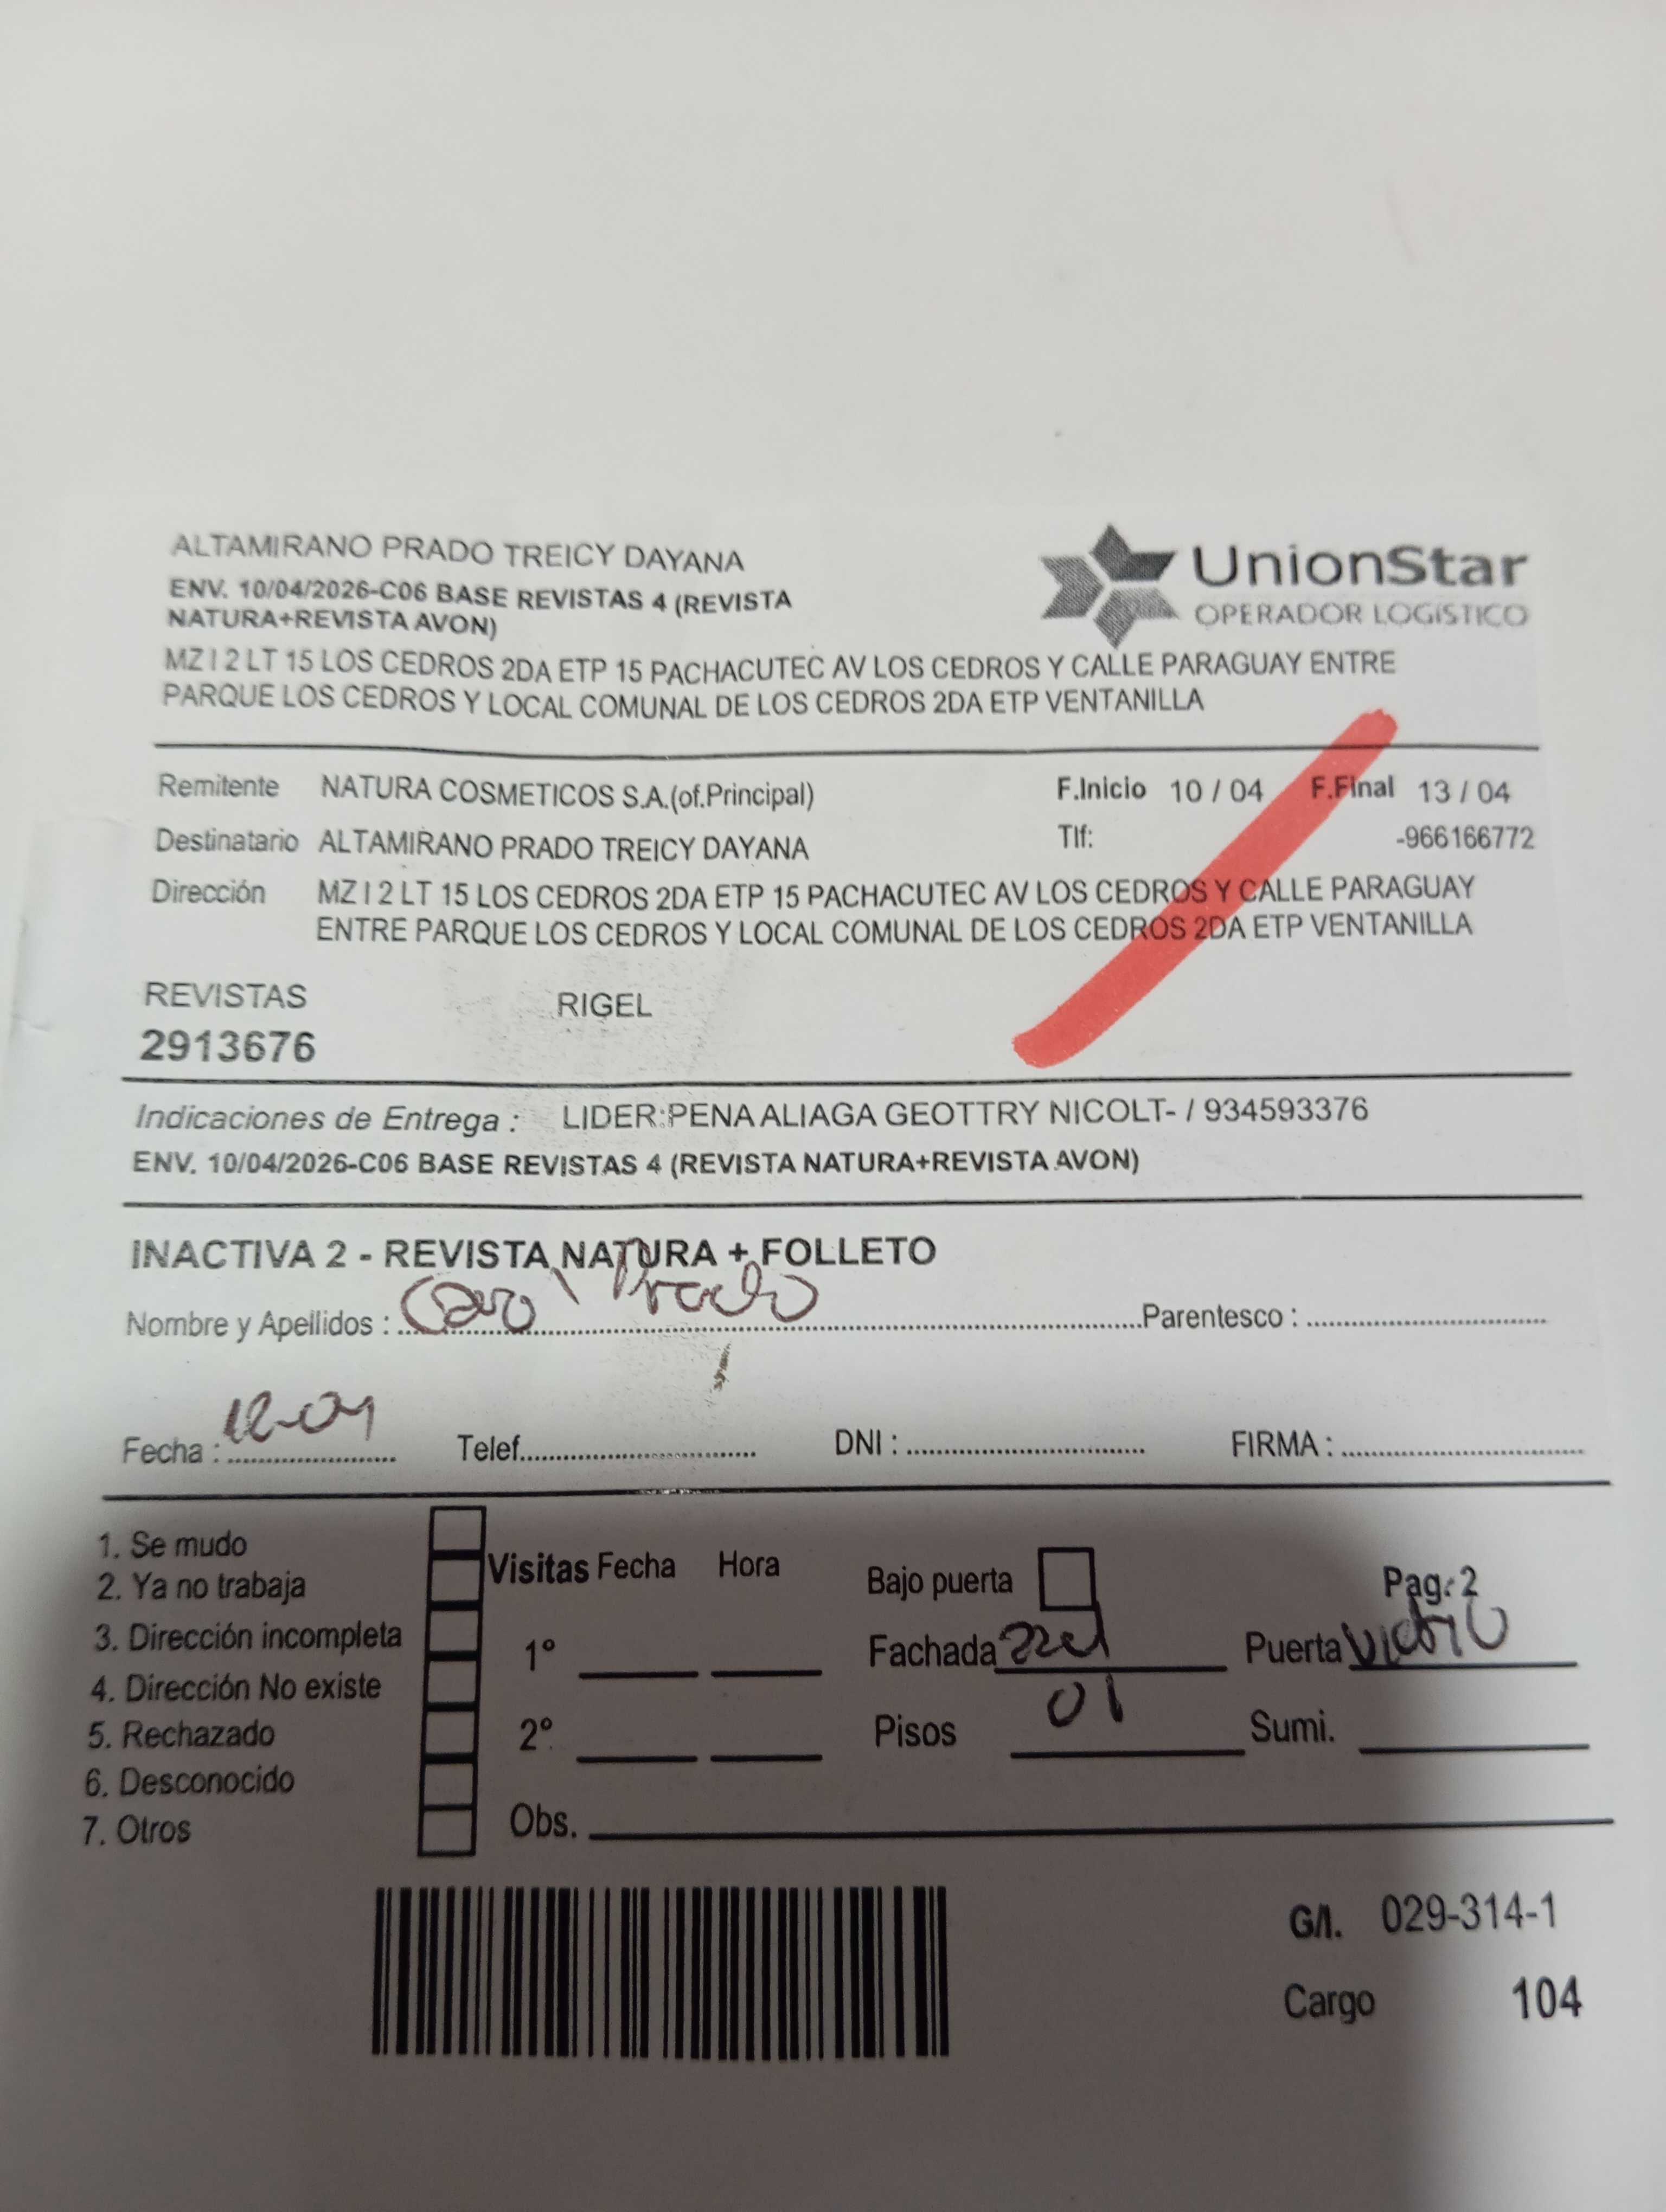 ALTAMIRANO PRADO TREICY DAYANA
ENV. 10/04/2026-C06 BASE REVISTAS 4 (REVISTA
NATURA+REVISTA AVON)
UnionStar
OPERADOR LOGÍSTICO
MZ I 2 LT 15 LOS CEDROS 2DA ETP 15 PACHACUTEC AV LOS CEDROS Y CALLE PARAGUAY ENTRE
PARQUE LOS CEDROS Y LOCAL COMUNAL DE LOS CEDROS 2DA ETP VENTANILLA
Remitente NATURA COSMETICOS S.A.(of.Principal) F.Inicio 10 / 04 F.Final 13 / 04
Destinatario ALTAMIRANO PRADO TREICY DAYANA Tlf: -966166772
Dirección MZ I 2 LT 15 LOS CEDROS 2DA ETP 15 PACHACUTEC AV LOS CEDROS Y CALLE PARAGUAY
ENTRE PARQUE LOS CEDROS Y LOCAL COMUNAL DE LOS CEDROS 2DA ETP VENTANILLA
REVISTAS RIGEL
2913676
Indicaciones de Entrega : LIDER:PENA ALIAGA GEOTTRY NICOLT- / 934593376
ENV. 10/04/2026-C06 BASE REVISTAS 4 (REVISTA NATURA+REVISTA AVON)
INACTIVA 2 - REVISTA NATURA + FOLLETO
Nombre y Apellidos : Prado Parentesco :
Fecha : 12-04 Telef. DNI : FIRMA :
1. Se mudo
2. Ya no trabaja
3. Dirección incompleta
4. Dirección No existe
5. Rechazado
6. Desconocido
7. Otros
Visitas Fecha Hora
1°
2°
Obs.
Bajo puerta Pag. 2
Fachada Puerta vidrio
Pisos 01 Sumi.
G/I. 029-314-1
Cargo 104